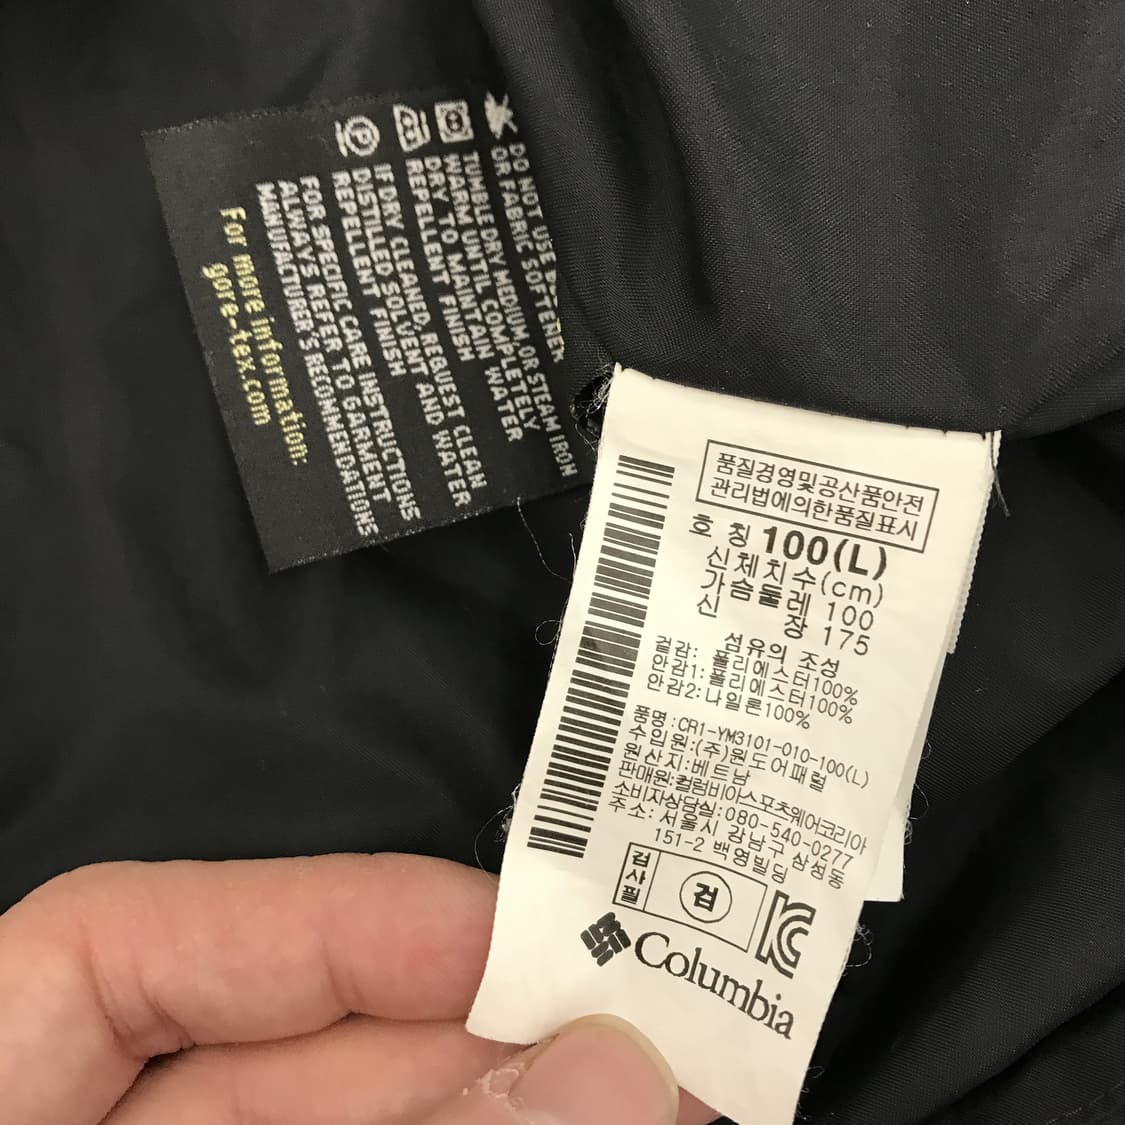 DO NOT USE
OR FABRIC SOFTENER
TUMBLE DRY MIDIUM, OR STEAM IRON
WARM UNTIL COMPLETELY
DRY TO MAINTAIN WATER
REPELLENT FINISH
IF DRY CLEANED, REQUEST CLEAN
DISTILLED SOLVENT AND WATER
REPELLENT FINISH
FOR SPECIFIC CARE INSTRUCTIONS
ALWAYS REFER TO GARMENT
MANUFACTURER'S RECOMMENDATIONS
For more information:
gore-tex.com
품질경영및공산품안전
관리법에의한품질표시
호 칭 100(L)
신체치수(cm)
가슴둘레 100
신 장 175
섬유의 조성
겉감: 폴리에스터100%
안감1: 폴리에스터100%
안감2: 나일론100%
품명:CR1-YM3101-010-100(L)
수입원:(주)원도어패럴
원산지:베트남
판매원:컬럼비아스포츠웨어코리아
소비자상담실:080-540-0277
주소: 서울시 강남구 삼성동
151-2 백영빌딩
검사필 검
Columbia